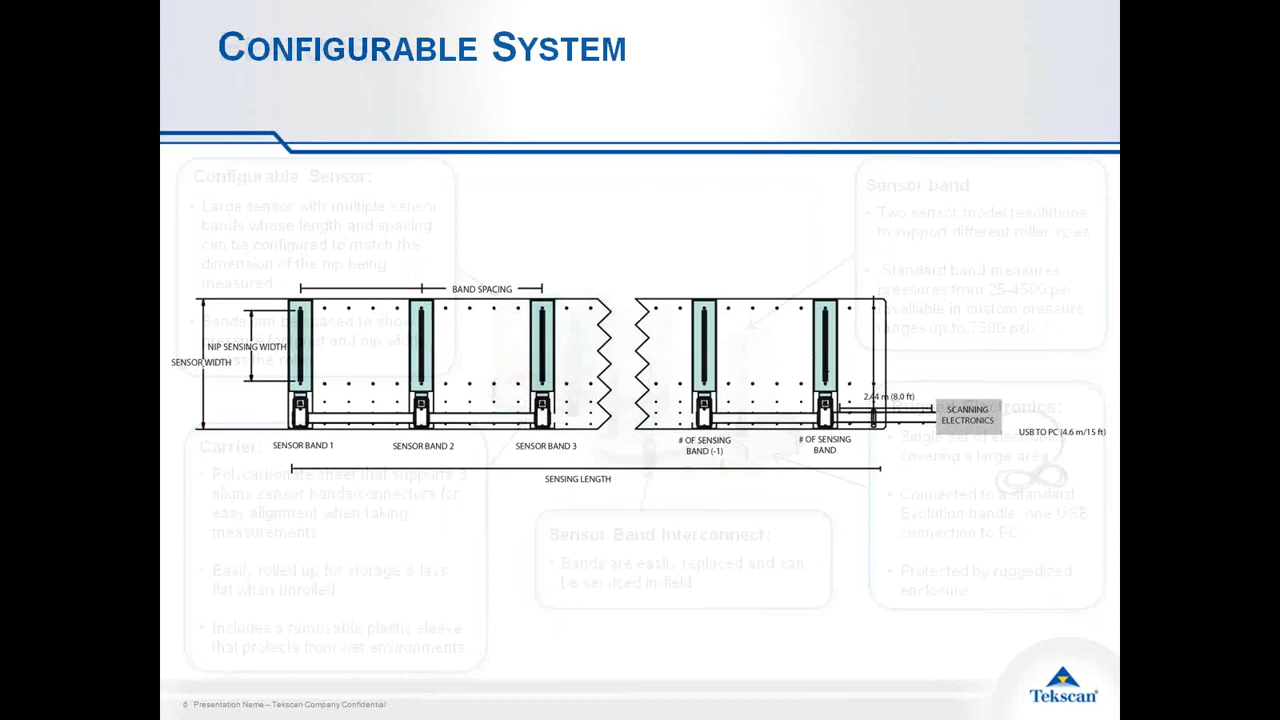 CONFIGURABLE SYSTEM
Configurable Sensor:
• Large sensor with multiple sensor
bands whose length and spacing
can be configured to match the
dimension of the nip being
measured
• Bands can be spaced to show
Sensor band
• Two sensor model resolutions
to support different roller sizes
• Standard band measures
pressures from 25-4500 psi
(available in custom pressure
ranges up to 7500 psi)
BAND SPACING
NIP SENSING WIDTH
SENSOR WIDTH
2.44 m (8.0 ft)
SCANNING
ELECTRONICS
USB TO PC (4.6 m/15 ft)
SENSOR BAND 1
SENSOR BAND 2
SENSOR BAND 3
# OF SENSING
BAND (-1)
# OF SENSING
BAND
SENSING LENGTH
Carrier:
• Polycarbonate sheet that supports &
aligns sensor bands/connectors for
easy alignment when taking
measurements
• Easily rolled up for storage & lays
flat when unrolled
• Includes a removable plastic sleeve
that protects from wet environments
Sensor Band Interconnect:
• Bands are easily replaced and can
be serviced in-field
Electronics:
• Single set of electronics
covering a large area
• Connected to a standard
Evolution handle, one USB
connection to PC
• Protected by ruggedized
enclosure
6 Presentation Name – Tekscan Company Confidential
Tekscan